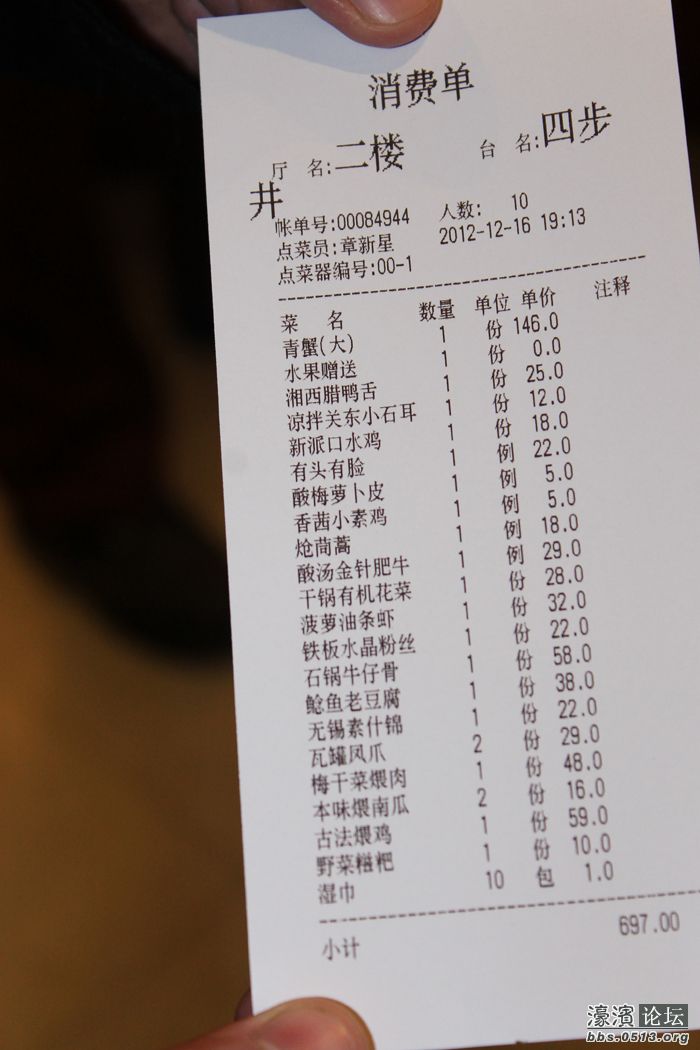 消费单
厅 名:二楼 台 名:四步
井
帐单号:00084944 人数: 10
点菜员:章新星 2012-12-16 19:13
点菜器编号:00-1
菜 名 数量 单位 单价 注释
青蟹(大) 1 份 146.0
水果赠送 1 份 0.0
湘西腊鸭舌 1 份 25.0
凉拌关东小石耳 1 份 12.0
新派口水鸡 1 份 18.0
有头有脸 1 例 22.0
酸梅萝卜皮 1 例 5.0
香茜小素鸡 1 例 5.0
炝茼蒿 1 例 18.0
酸汤金针肥牛 1 份 29.0
干锅有机花菜 1 份 28.0
菠萝油条虾 1 份 32.0
铁板水晶粉丝 1 份 22.0
石锅牛仔骨 1 份 58.0
鲶鱼老豆腐 1 份 38.0
无锡素什锦 1 份 22.0
瓦罐凤爪 2 份 29.0
梅干菜煨肉 1 份 48.0
本味煨南瓜 2 份 16.0
古法煨鸡 1 份 59.0
野菜糍粑 1 份 10.0
湿巾 10 包 1.0
小计 697.00
濠滨论坛
bbs.0513.org